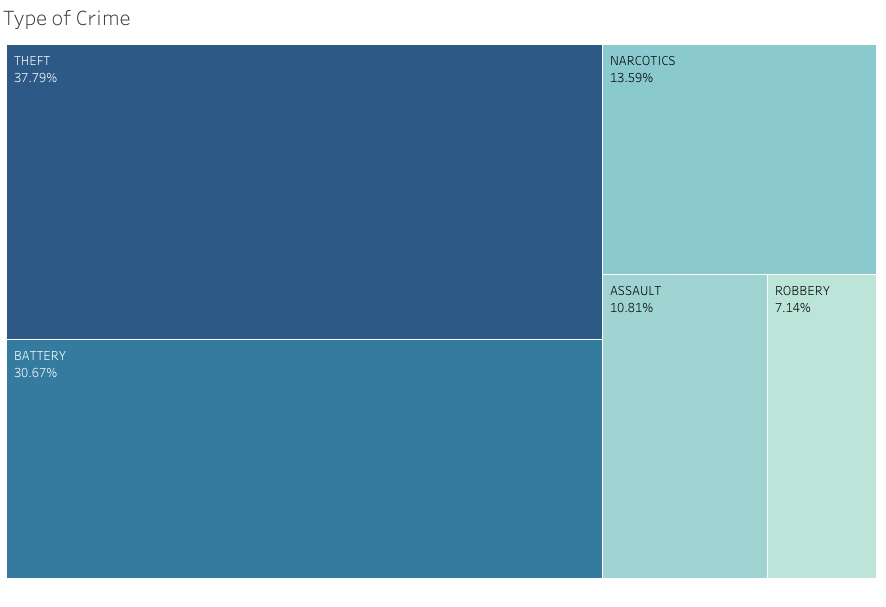 Type of Crime
THEFT
37.79%
NARCOTICS
13.59%
BATTERY
30.67%
ASSAULT
10.81%
ROBBERY
7.14%